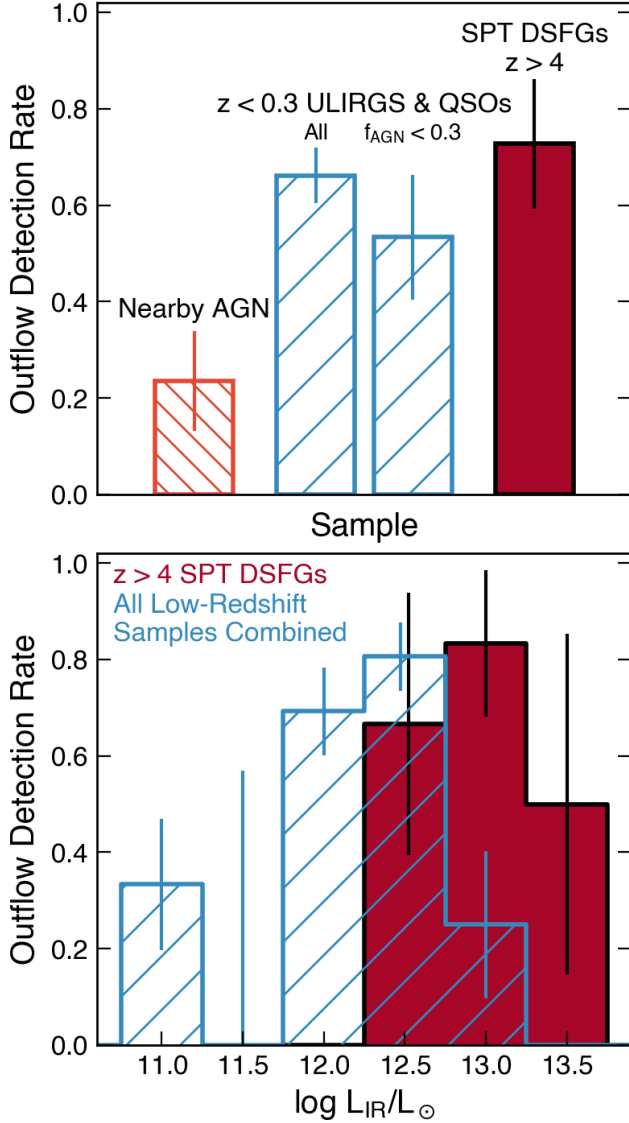 1.0
0.8
0.6
0.4
0.2
0.0
Outflow Detection Rate
SPT DSFGs
z > 4
z < 0.3 ULIRGS & QSOs
All
f_AGN < 0.3
Nearby AGN
Sample
1.0
0.8
0.6
0.4
0.2
0.0
Outflow Detection Rate
z > 4 SPT DSFGs
All Low-Redshift
Samples Combined
11.0 11.5 12.0 12.5 13.0 13.5
log L_IR/L_⊙